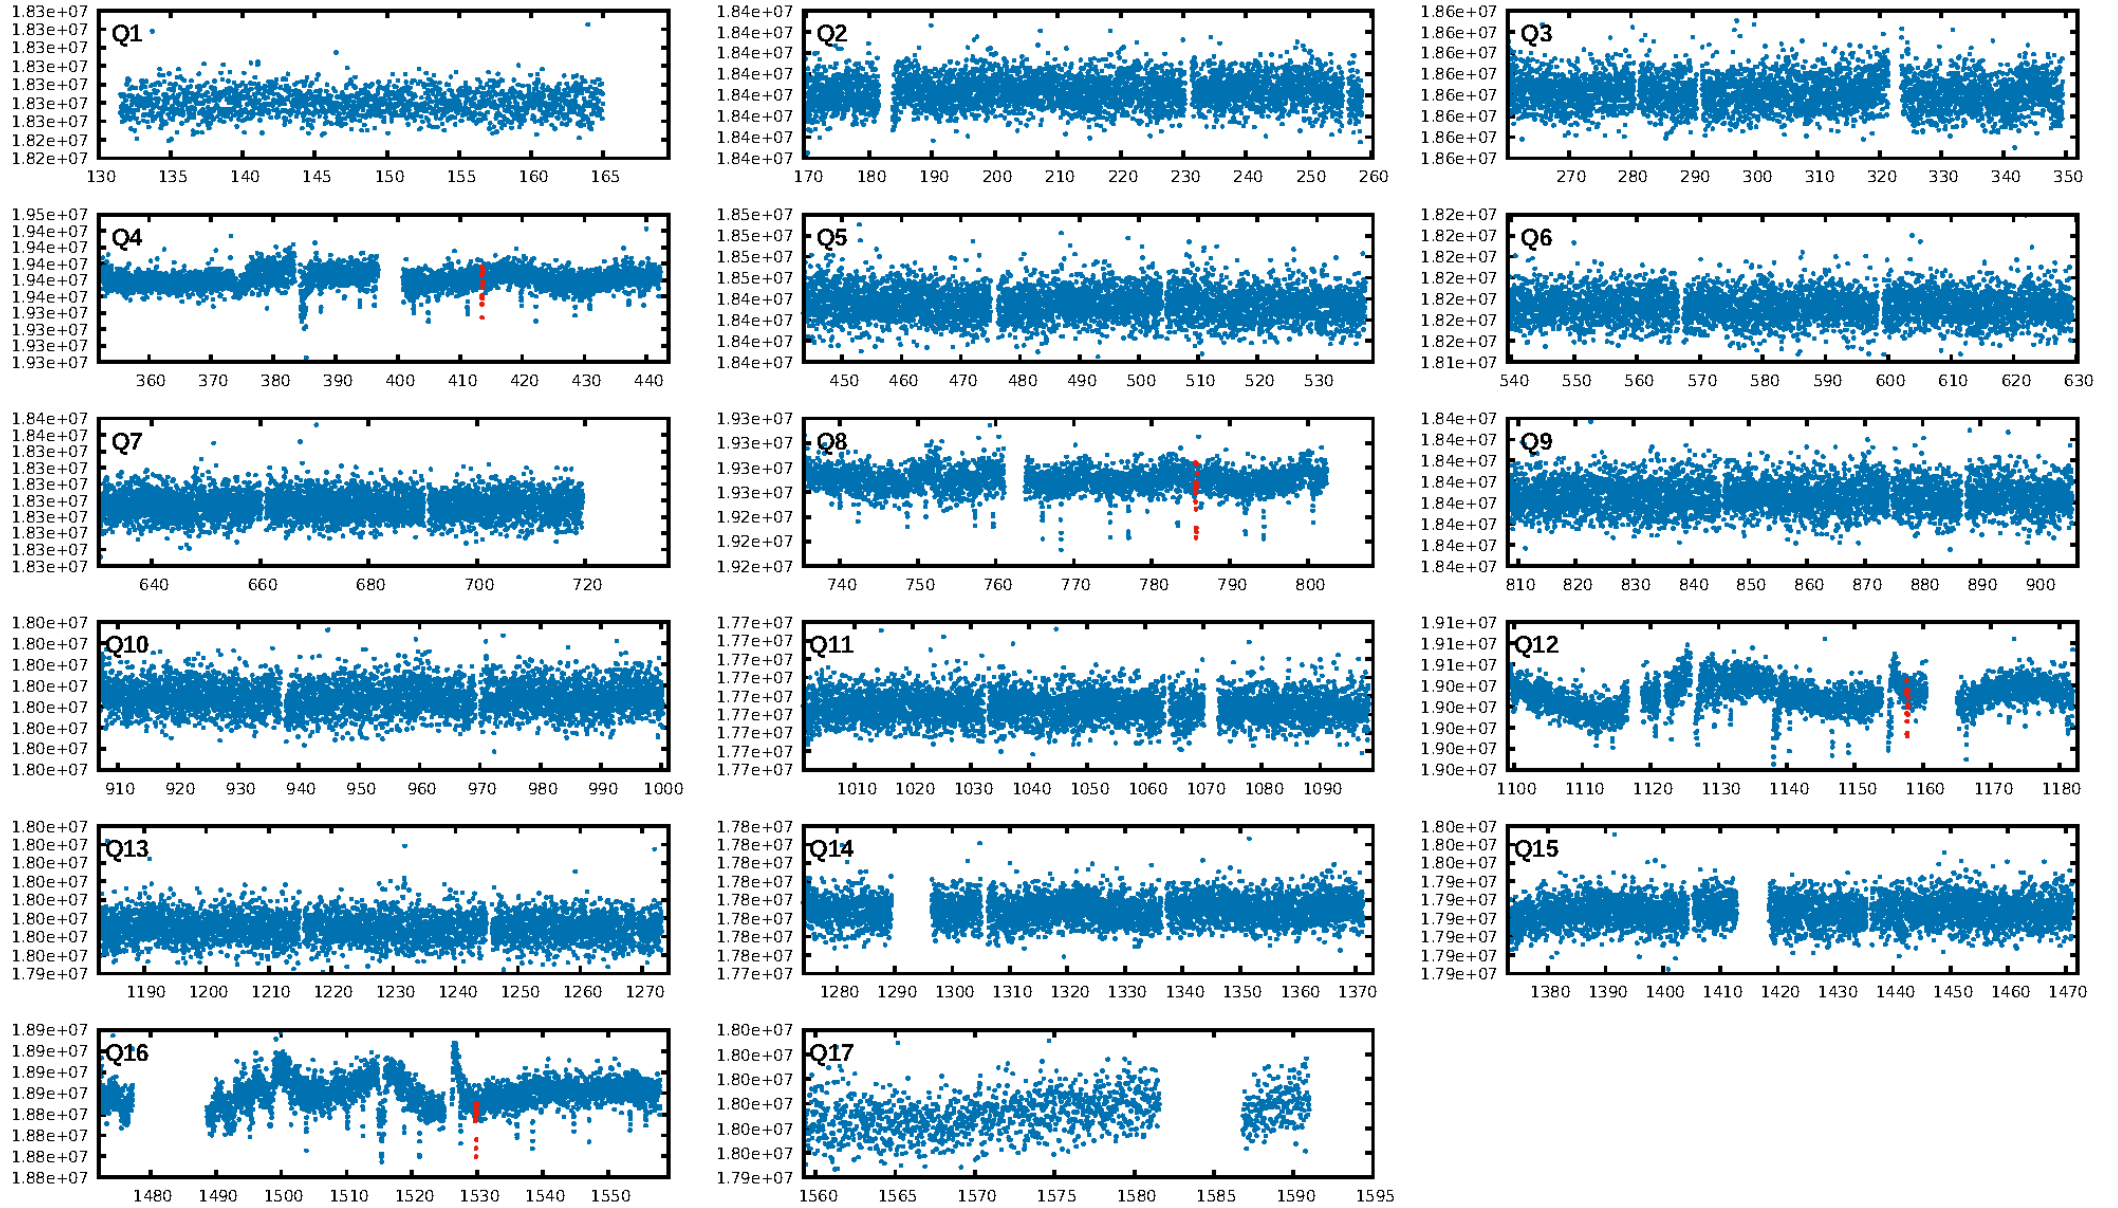 Q1
1.83e+07
1.83e+07
1.83e+07
1.83e+07
1.83e+07
1.83e+07
1.83e+07
1.82e+07
1.82e+07
130 135 140 145 150 155 160 165
Q2
1.84e+07
1.84e+07
1.84e+07
1.84e+07
1.84e+07
1.84e+07
1.84e+07
1.84e+07
170 180 190 200 210 220 230 240 250 260
Q3
1.86e+07
1.86e+07
1.86e+07
1.86e+07
1.86e+07
1.86e+07
1.86e+07
1.86e+07
270 280 290 300 310 320 330 340 350
Q4
1.95e+07
1.94e+07
1.94e+07
1.94e+07
1.94e+07
1.94e+07
1.93e+07
1.93e+07
1.93e+07
1.93e+07
360 370 380 390 400 410 420 430 440
Q5
1.85e+07
1.85e+07
1.85e+07
1.85e+07
1.84e+07
1.84e+07
1.84e+07
1.84e+07
450 460 470 480 490 500 510 520 530
Q6
1.82e+07
1.82e+07
1.82e+07
1.82e+07
1.82e+07
1.82e+07
1.82e+07
1.81e+07
540 550 560 570 580 590 600 610 620 630
Q7
1.84e+07
1.84e+07
1.83e+07
1.83e+07
1.83e+07
1.83e+07
1.83e+07
1.83e+07
1.83e+07
1.83e+07
640 660 680 700 720
Q8
1.93e+07
1.93e+07
1.93e+07
1.93e+07
1.92e+07
1.92e+07
1.92e+07
740 750 760 770 780 790 800
Q9
1.84e+07
1.84e+07
1.84e+07
1.84e+07
1.84e+07
1.84e+07
1.84e+07
1.84e+07
810 820 830 840 850 860 870 880 890 900
Q10
1.80e+07
1.80e+07
1.80e+07
1.80e+07
1.80e+07
1.80e+07
1.80e+07
1.80e+07
910 920 930 940 950 960 970 980 990 1000
Q11
1.77e+07
1.77e+07
1.77e+07
1.77e+07
1.77e+07
1.77e+07
1.77e+07
1.77e+07
1.77e+07
1010 1020 1030 1040 1050 1060 1070 1080 1090
Q12
1.91e+07
1.91e+07
1.91e+07
1.90e+07
1.90e+07
1.90e+07
1.90e+07
1.90e+07
1100 1110 1120 1130 1140 1150 1160 1170 1180
Q13
1.80e+07
1.80e+07
1.80e+07
1.80e+07
1.80e+07
1.80e+07
1.80e+07
1.80e+07
1.79e+07
1190 1200 1210 1220 1230 1240 1250 1260 1270
Q14
1.78e+07
1.78e+07
1.78e+07
1.78e+07
1.78e+07
1.78e+07
1.78e+07
1.78e+07
1.77e+07
1280 1290 1300 1310 1320 1330 1340 1350 1360 1370
Q15
1.80e+07
1.80e+07
1.80e+07
1.79e+07
1.79e+07
1.79e+07
1.79e+07
1.79e+07
1.79e+07
1380 1390 1400 1410 1420 1430 1440 1450 1460 1470
Q16
1.89e+07
1.89e+07
1.89e+07
1.89e+07
1.88e+07
1.88e+07
1.88e+07
1.88e+07
1480 1490 1500 1510 1520 1530 1540 1550
Q17
1.80e+07
1.80e+07
1.80e+07
1.80e+07
1.80e+07
1.80e+07
1.79e+07
1560 1565 1570 1575 1580 1585 1590 1595